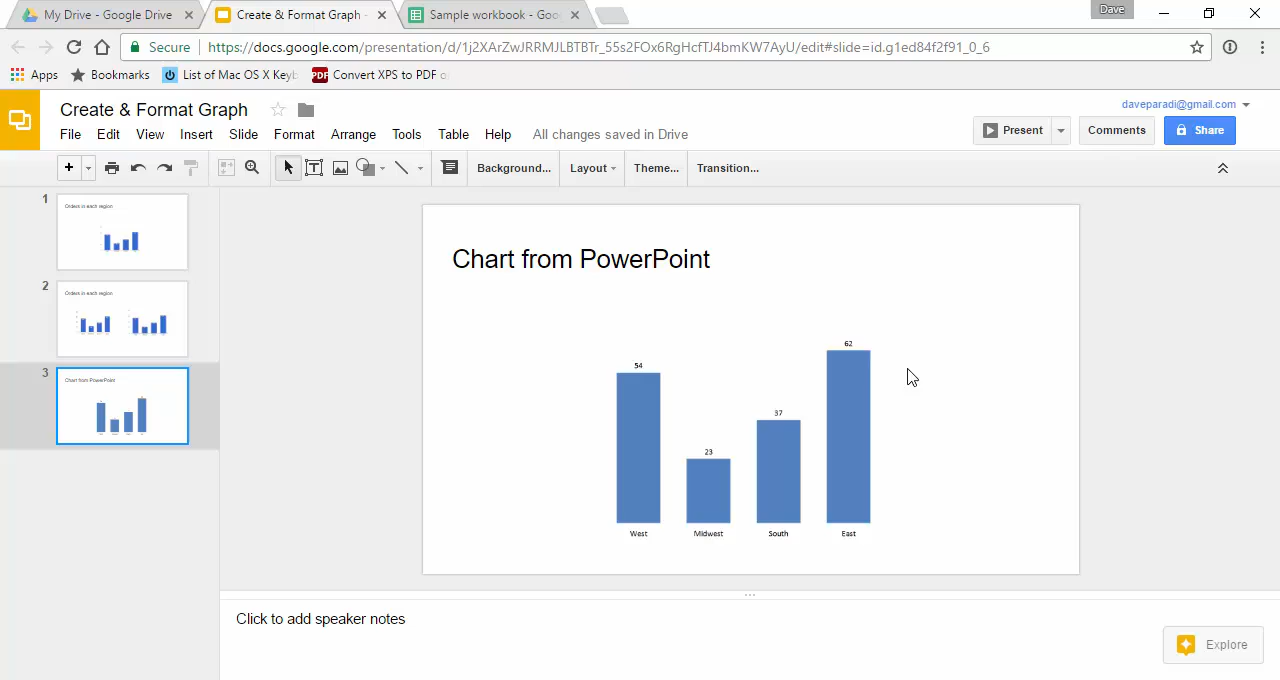 My Drive - Google Drive
Create & Format Graph -
Sample workbook - Goo
Dave
Secure
https://docs.google.com/presentation/d/1j2XArZwJRRMJLBTBTr_55s2FOx6RgHcfTJ4bmKW7AyU/edit#slide=id.g1ed84f2f91_0_6
Apps
Bookmarks
List of Mac OS X Keyb
PDF
Convert XPS to PDF o
Create & Format Graph
daveparadi@gmail.com
File Edit View Insert Slide Format Arrange Tools Table Help All changes saved in Drive
Present
Comments
Share
Background...
Layout
Theme...
Transition...
1
Orders in each region
2
Orders in each region
3
Chart from PowerPoint
Chart from PowerPoint
62
54
37
23
West Midwest South East
Click to add speaker notes
Explore